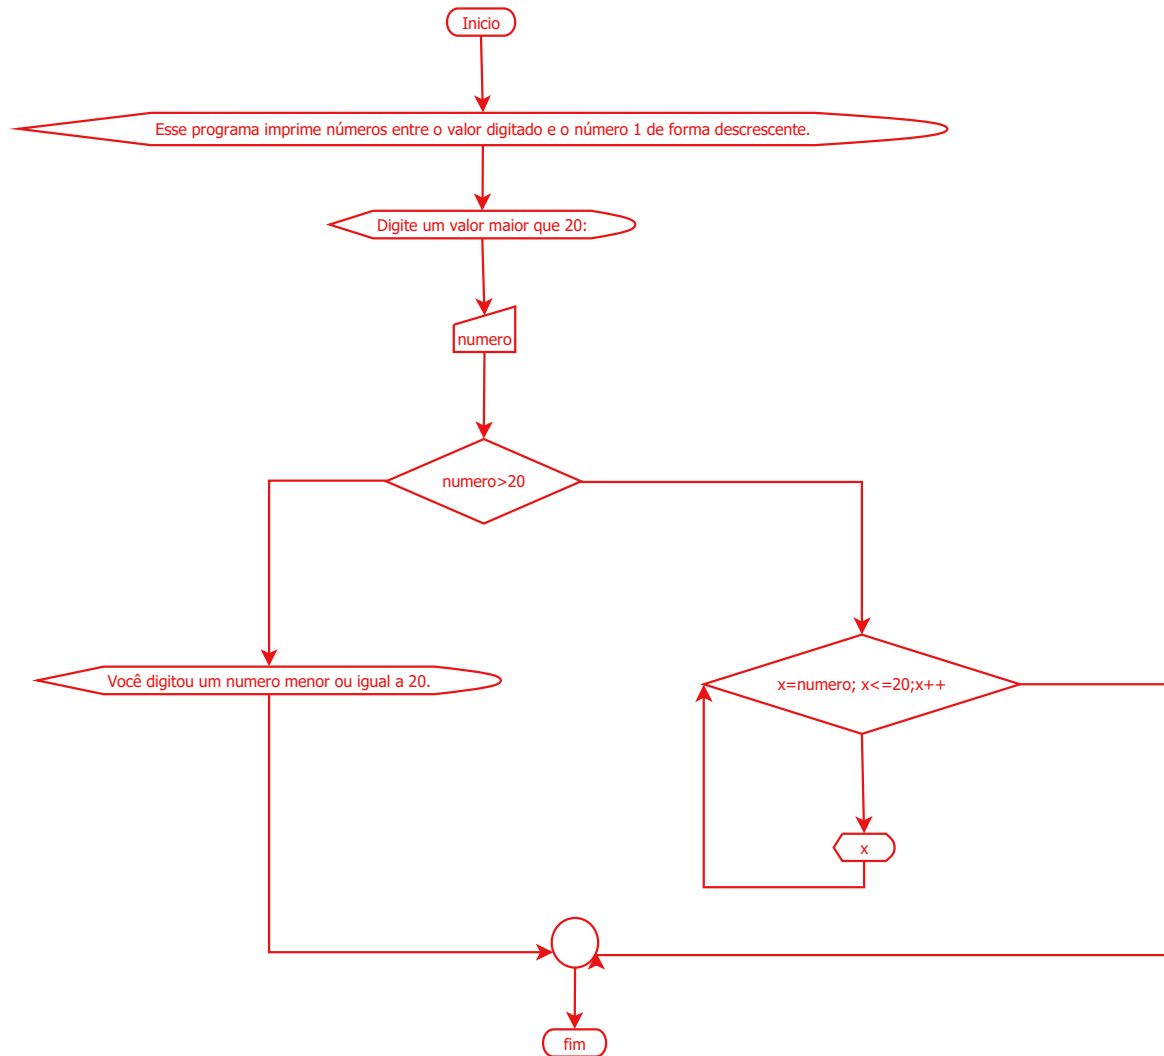 Inicio
Esse programa imprime números entre o valor digitado e o número 1 de forma descrescente.
Digite um valor maior que 20:
numero
numero>20
Você digitou um numero menor ou igual a 20.
x=numero; x<=20;x++
x
fim